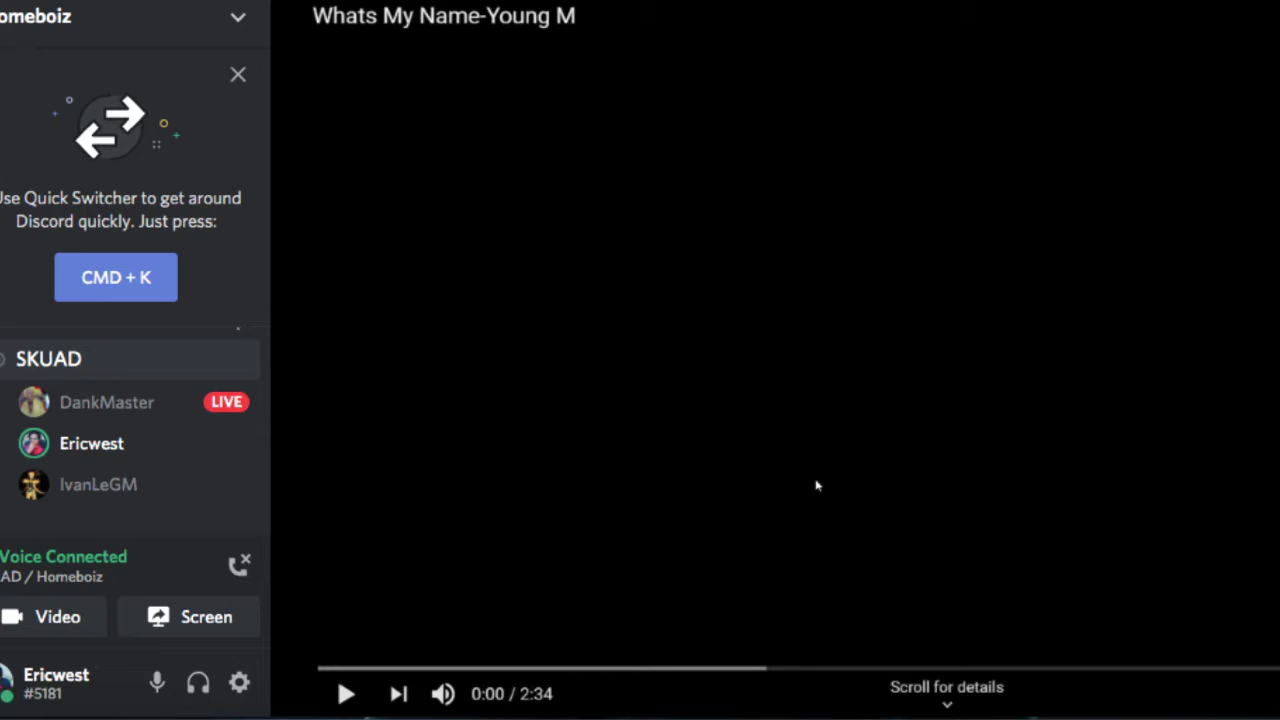 omeboiz
Whats My Name-Young M
Use Quick Switcher to get around
Discord quickly. Just press:
CMD + K
SKUAD
DankMaster LIVE
Ericwest
IvanLeGM
Voice Connected
AD / Homeboiz
Video Screen
Ericwest
#5181
0:00 / 2:34
Scroll for details